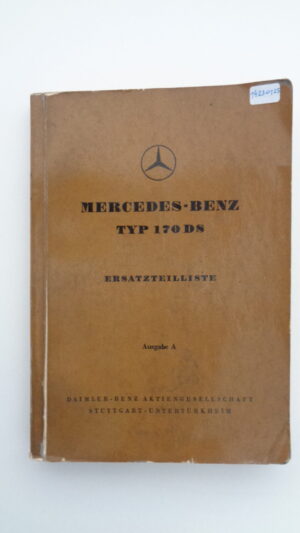 MERCEDES-BENZ
TYP 170 DS
ERSATZTEILLISTE
Ausgabe A
DAIMLER-BENZ AKTIENGESELLSCHAFT
STUTTGART-UNTERTÜRKHEIM